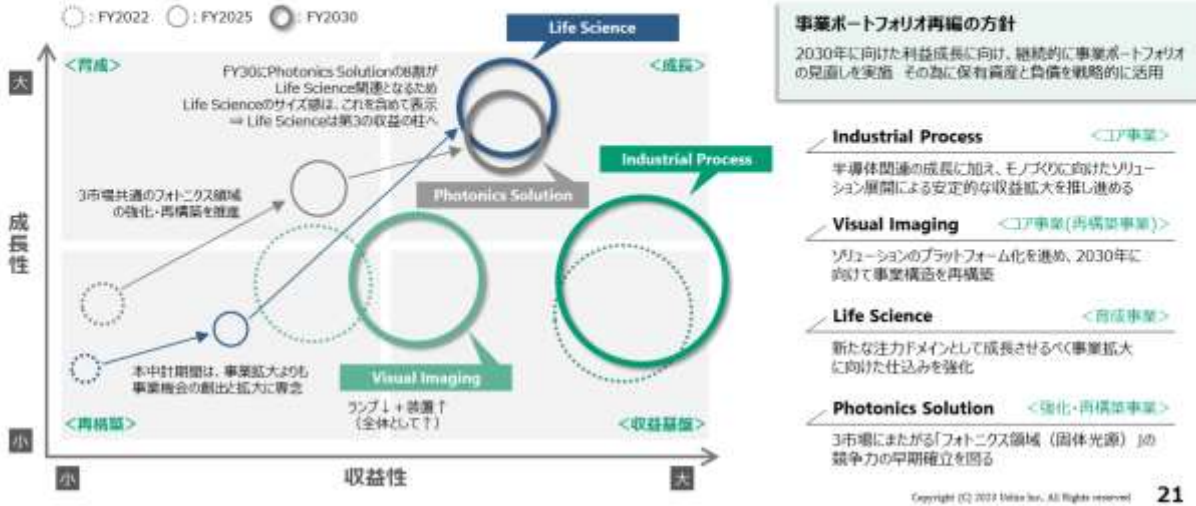 : FY2022 : FY2025 : FY2030
Life Science
<育成>
<成長>
FY30にPhotonics Solutionの8割が
Life Science関連となるため
Life Scienceのサイズ感は、これを含めて表示
⇒ Life Scienceは第3の収益の柱へ
Industrial Process
3市場共通のフォトニクス領域
の強化・再構築を推進
Photonics Solution
本中計期間は、事業拡大よりも
事業機会の創出と拡大に専念
Visual Imaging
ランプ↓ + 装置↑
(全体として↑)
<再構築>
<収益基盤>
大
成長性
小
小
収益性
大
事業ポートフォリオ再編の方針
2030年に向けた利益成長に向け、継続的に事業ポートフォリオ
の見直しを実施 その為に保有資産と負債を戦略的に活用
Industrial Process <コア事業>
半導体関連の成長に加え、モノづくりに向けたソリュー
ション展開による安定的な収益拡大を推し進める
Visual Imaging <コア事業(再構築事業)>
ソリューションのプラットフォーム化を進め、2030年に
向けて事業構造を再構築
Life Science <育成事業>
新たな注力ドメインとして成長させるべく事業拡大
に向けた仕込みを強化
Photonics Solution <強化・再構築事業>
3市場にまたがる「フォトニクス領域（固体光源）」の
競争力の早期確立を図る
Copyright (C) 2023 Ushio Inc. All Rights reserved 21